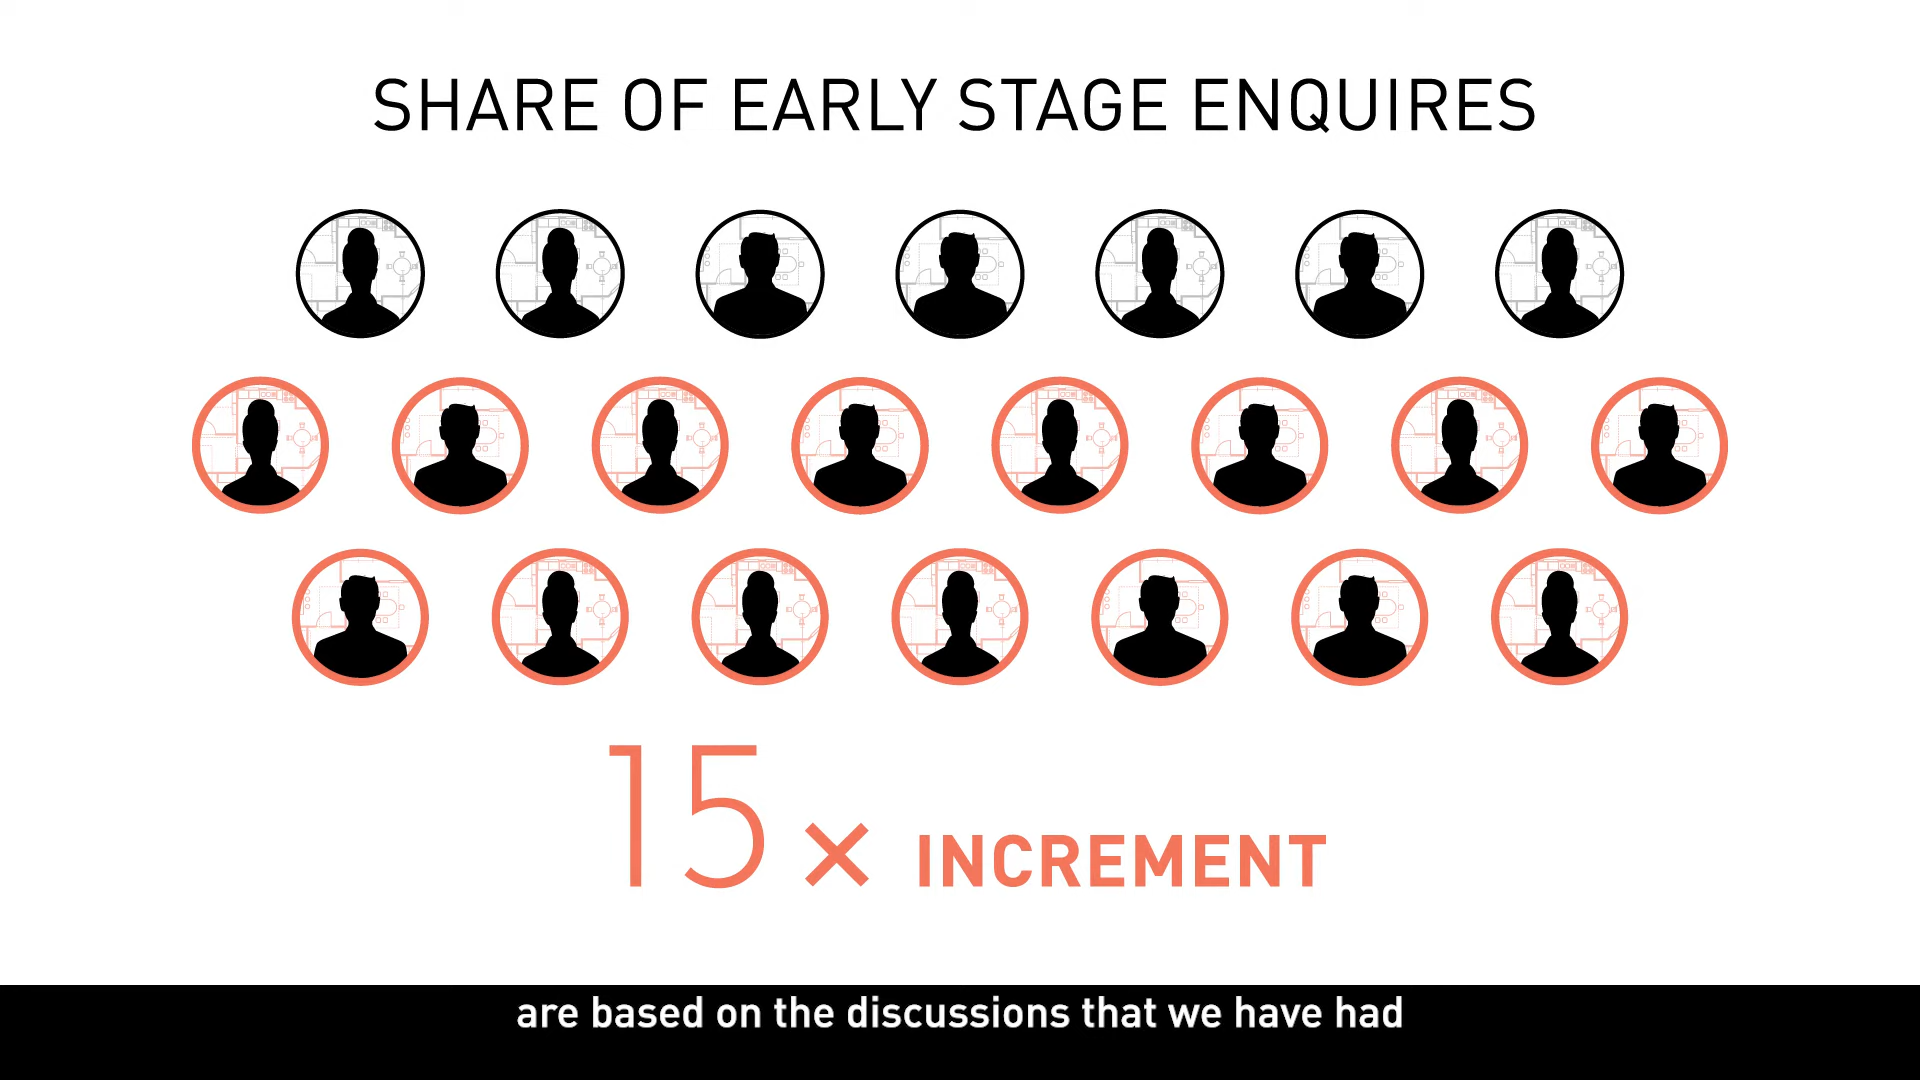 SHARE OF EARLY STAGE ENQUIRES
15× INCREMENT
are based on the discussions that we have had